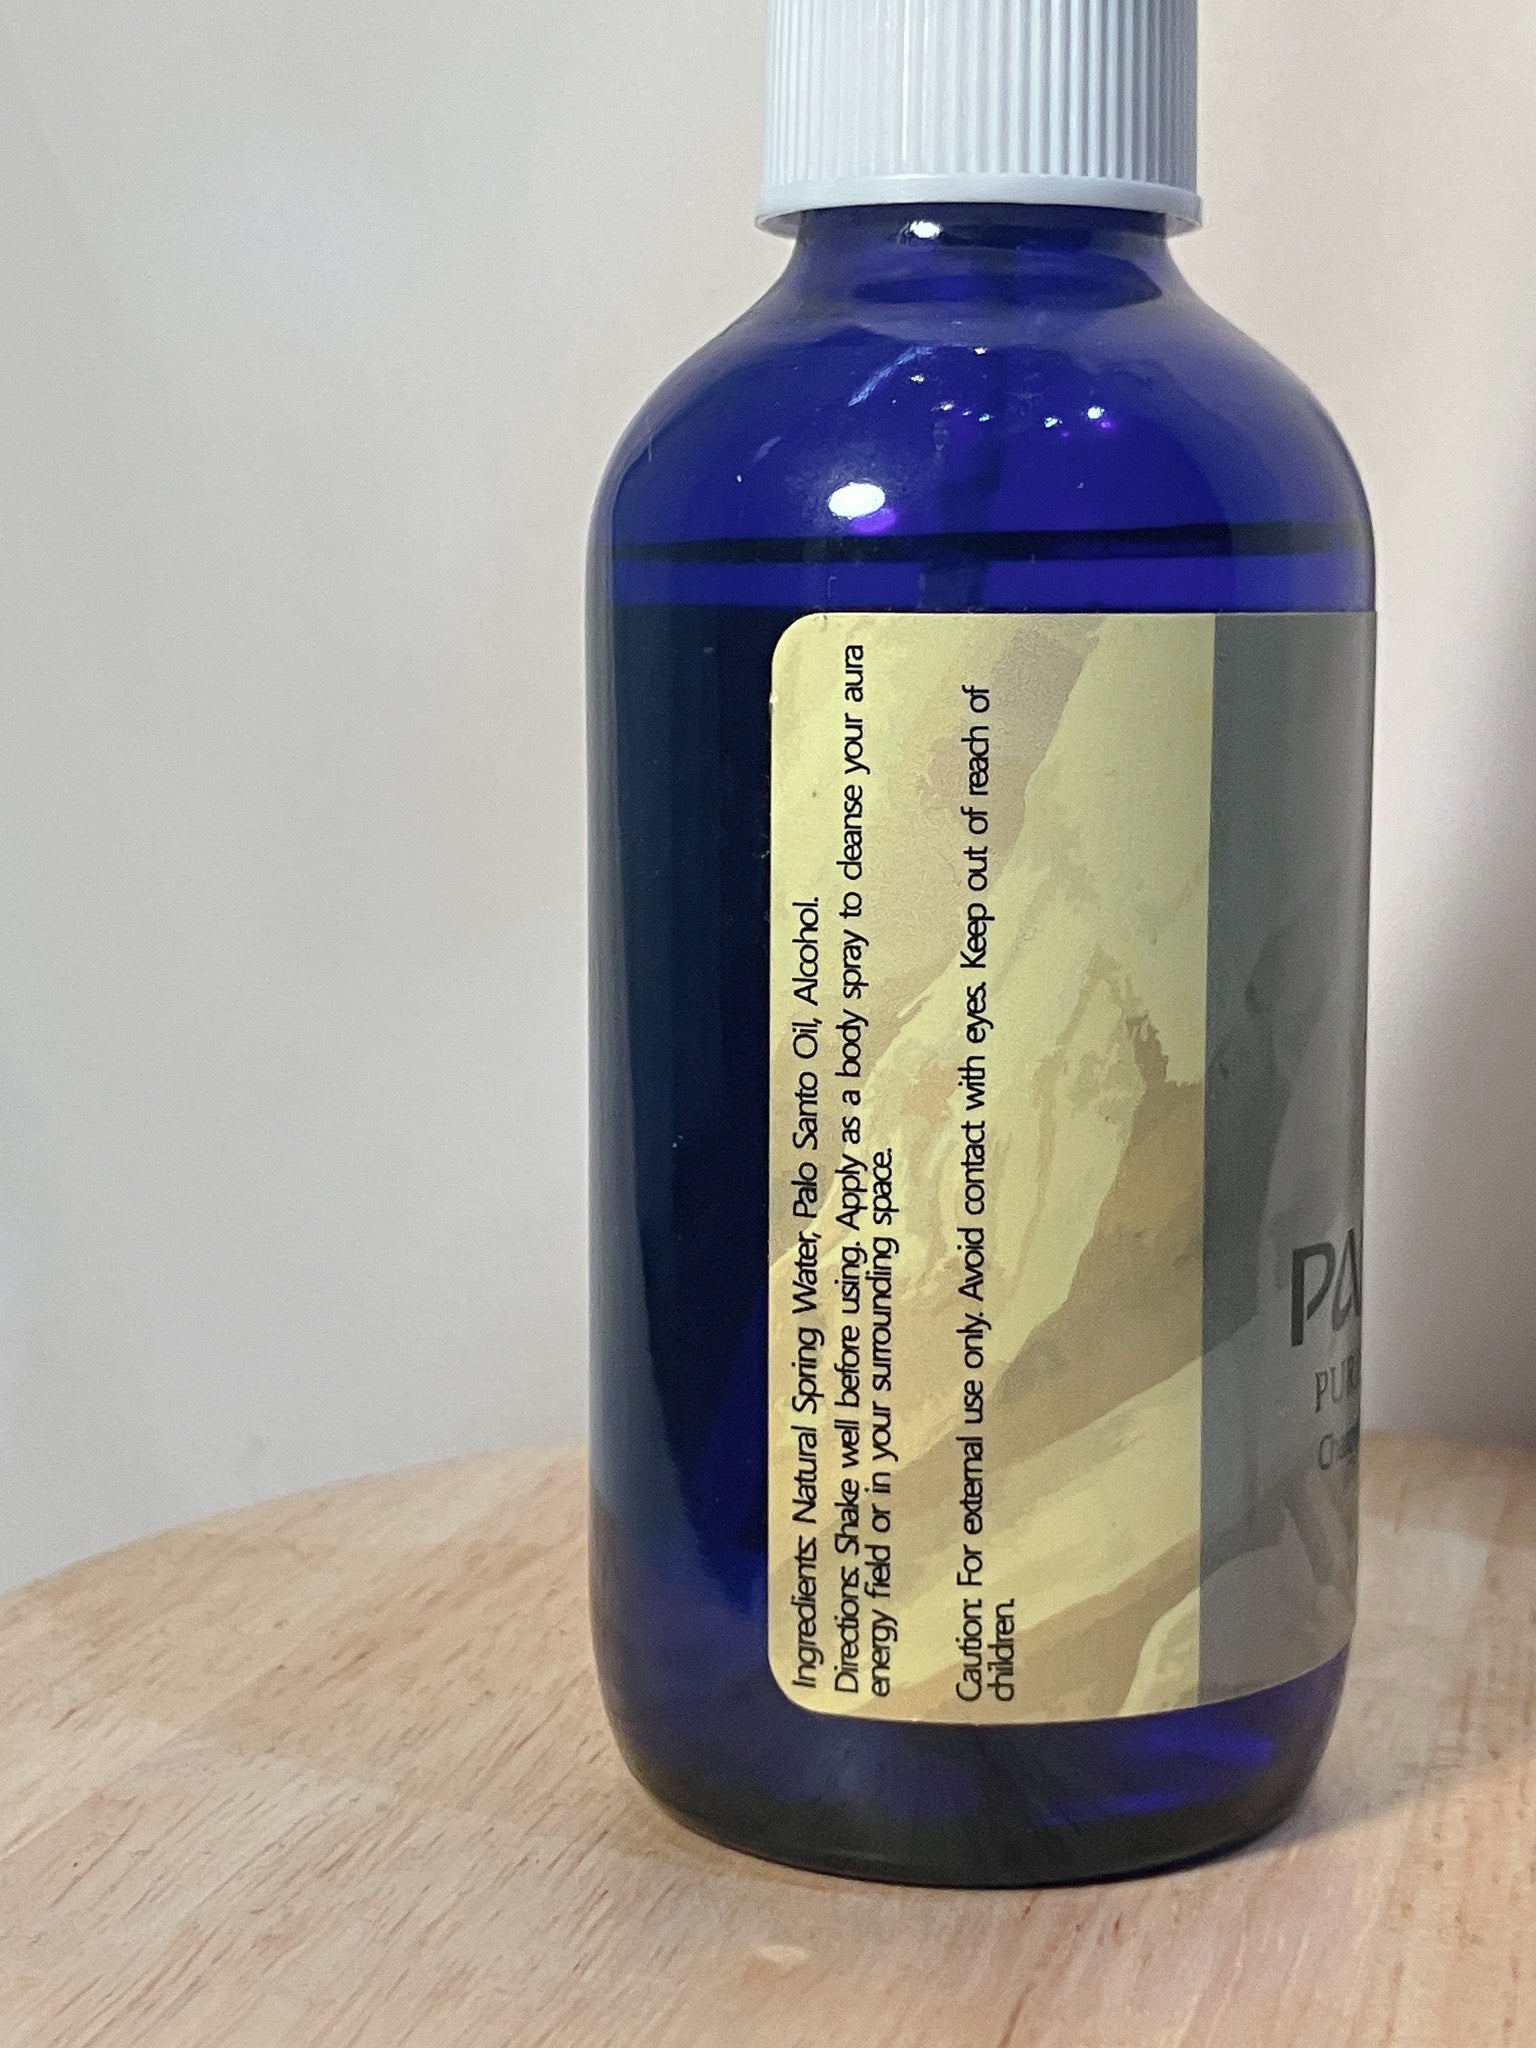 Ingredients: Natural Spring Water, Palo Santo Oil, Alcohol.
Directions: Shake well before using. Apply as a body spray to cleanse your aura
energy field or in your surrounding space.
Caution: For external use only. Avoid contact with eyes. Keep out of reach of
children.